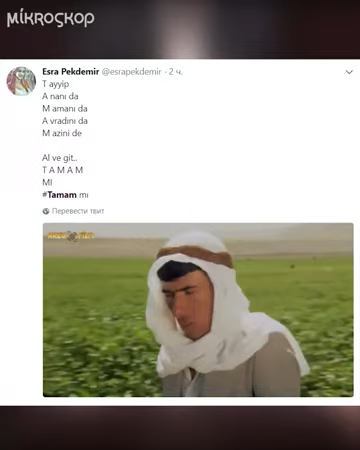 MİKROSKOP
Esra Pekdemir @esrapekdemir · 2 ч.
T ayyip
A nanı da
M amanı da
A vradını da
M azini de
Al ve git..
T A M A M
MI
#Tamam mı
Перевести твит